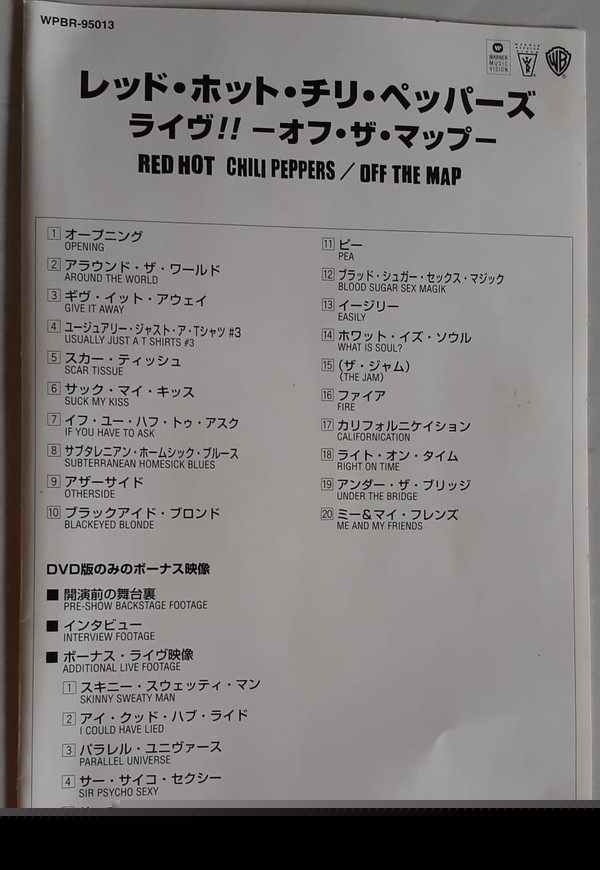 WPBR-95013
WARNER MUSIC VISION
レッド・ホット・チリ・ペッパーズ
ライヴ!! −オフ・ザ・マップ−
RED HOT CHILI PEPPERS / OFF THE MAP
1 オープニング
OPENING
2 アラウンド・ザ・ワールド
AROUND THE WORLD
3 ギヴ・イット・アウェイ
GIVE IT AWAY
4 ユージュアリー・ジャスト・ア・Tシャツ #3
USUALLY JUST A T SHIRTS #3
5 スカー・ティッシュ
SCAR TISSUE
6 サック・マイ・キッス
SUCK MY KISS
7 イフ・ユー・ハフ・トゥ・アスク
IF YOU HAVE TO ASK
8 サブタレニアン・ホームシック・ブルース
SUBTERRANEAN HOMESICK BLUES
9 アザーサイド
OTHERSIDE
10 ブラックアイド・ブロンド
BLACKEYED BLONDE
11 ピー
PEA
12 ブラッド・シュガー・セックス・マジック
BLOOD SUGAR SEX MAGIK
13 イージリー
EASILY
14 ホワット・イズ・ソウル
WHAT IS SOUL?
15 （ザ・ジャム）
(THE JAM)
16 ファイア
FIRE
17 カリフォルニケイション
CALIFORNICATION
18 ライト・オン・タイム
RIGHT ON TIME
19 アンダー・ザ・ブリッジ
UNDER THE BRIDGE
20 ミー&マイ・フレンズ
ME AND MY FRIENDS
DVD版のみのボーナス映像
■ 開演前の舞台裏
PRE-SHOW BACKSTAGE FOOTAGE
■ インタビュー
INTERVIEW FOOTAGE
■ ボーナス・ライヴ映像
ADDITIONAL LIVE FOOTAGE
1 スキニー・スウェッティ・マン
SKINNY SWEATY MAN
2 アイ・クッド・ハブ・ライド
I COULD HAVE LIED
3 パラレル・ユニヴァース
PARALLEL UNIVERSE
4 サー・サイコ・セクシー
SIR PSYCHO SEXY